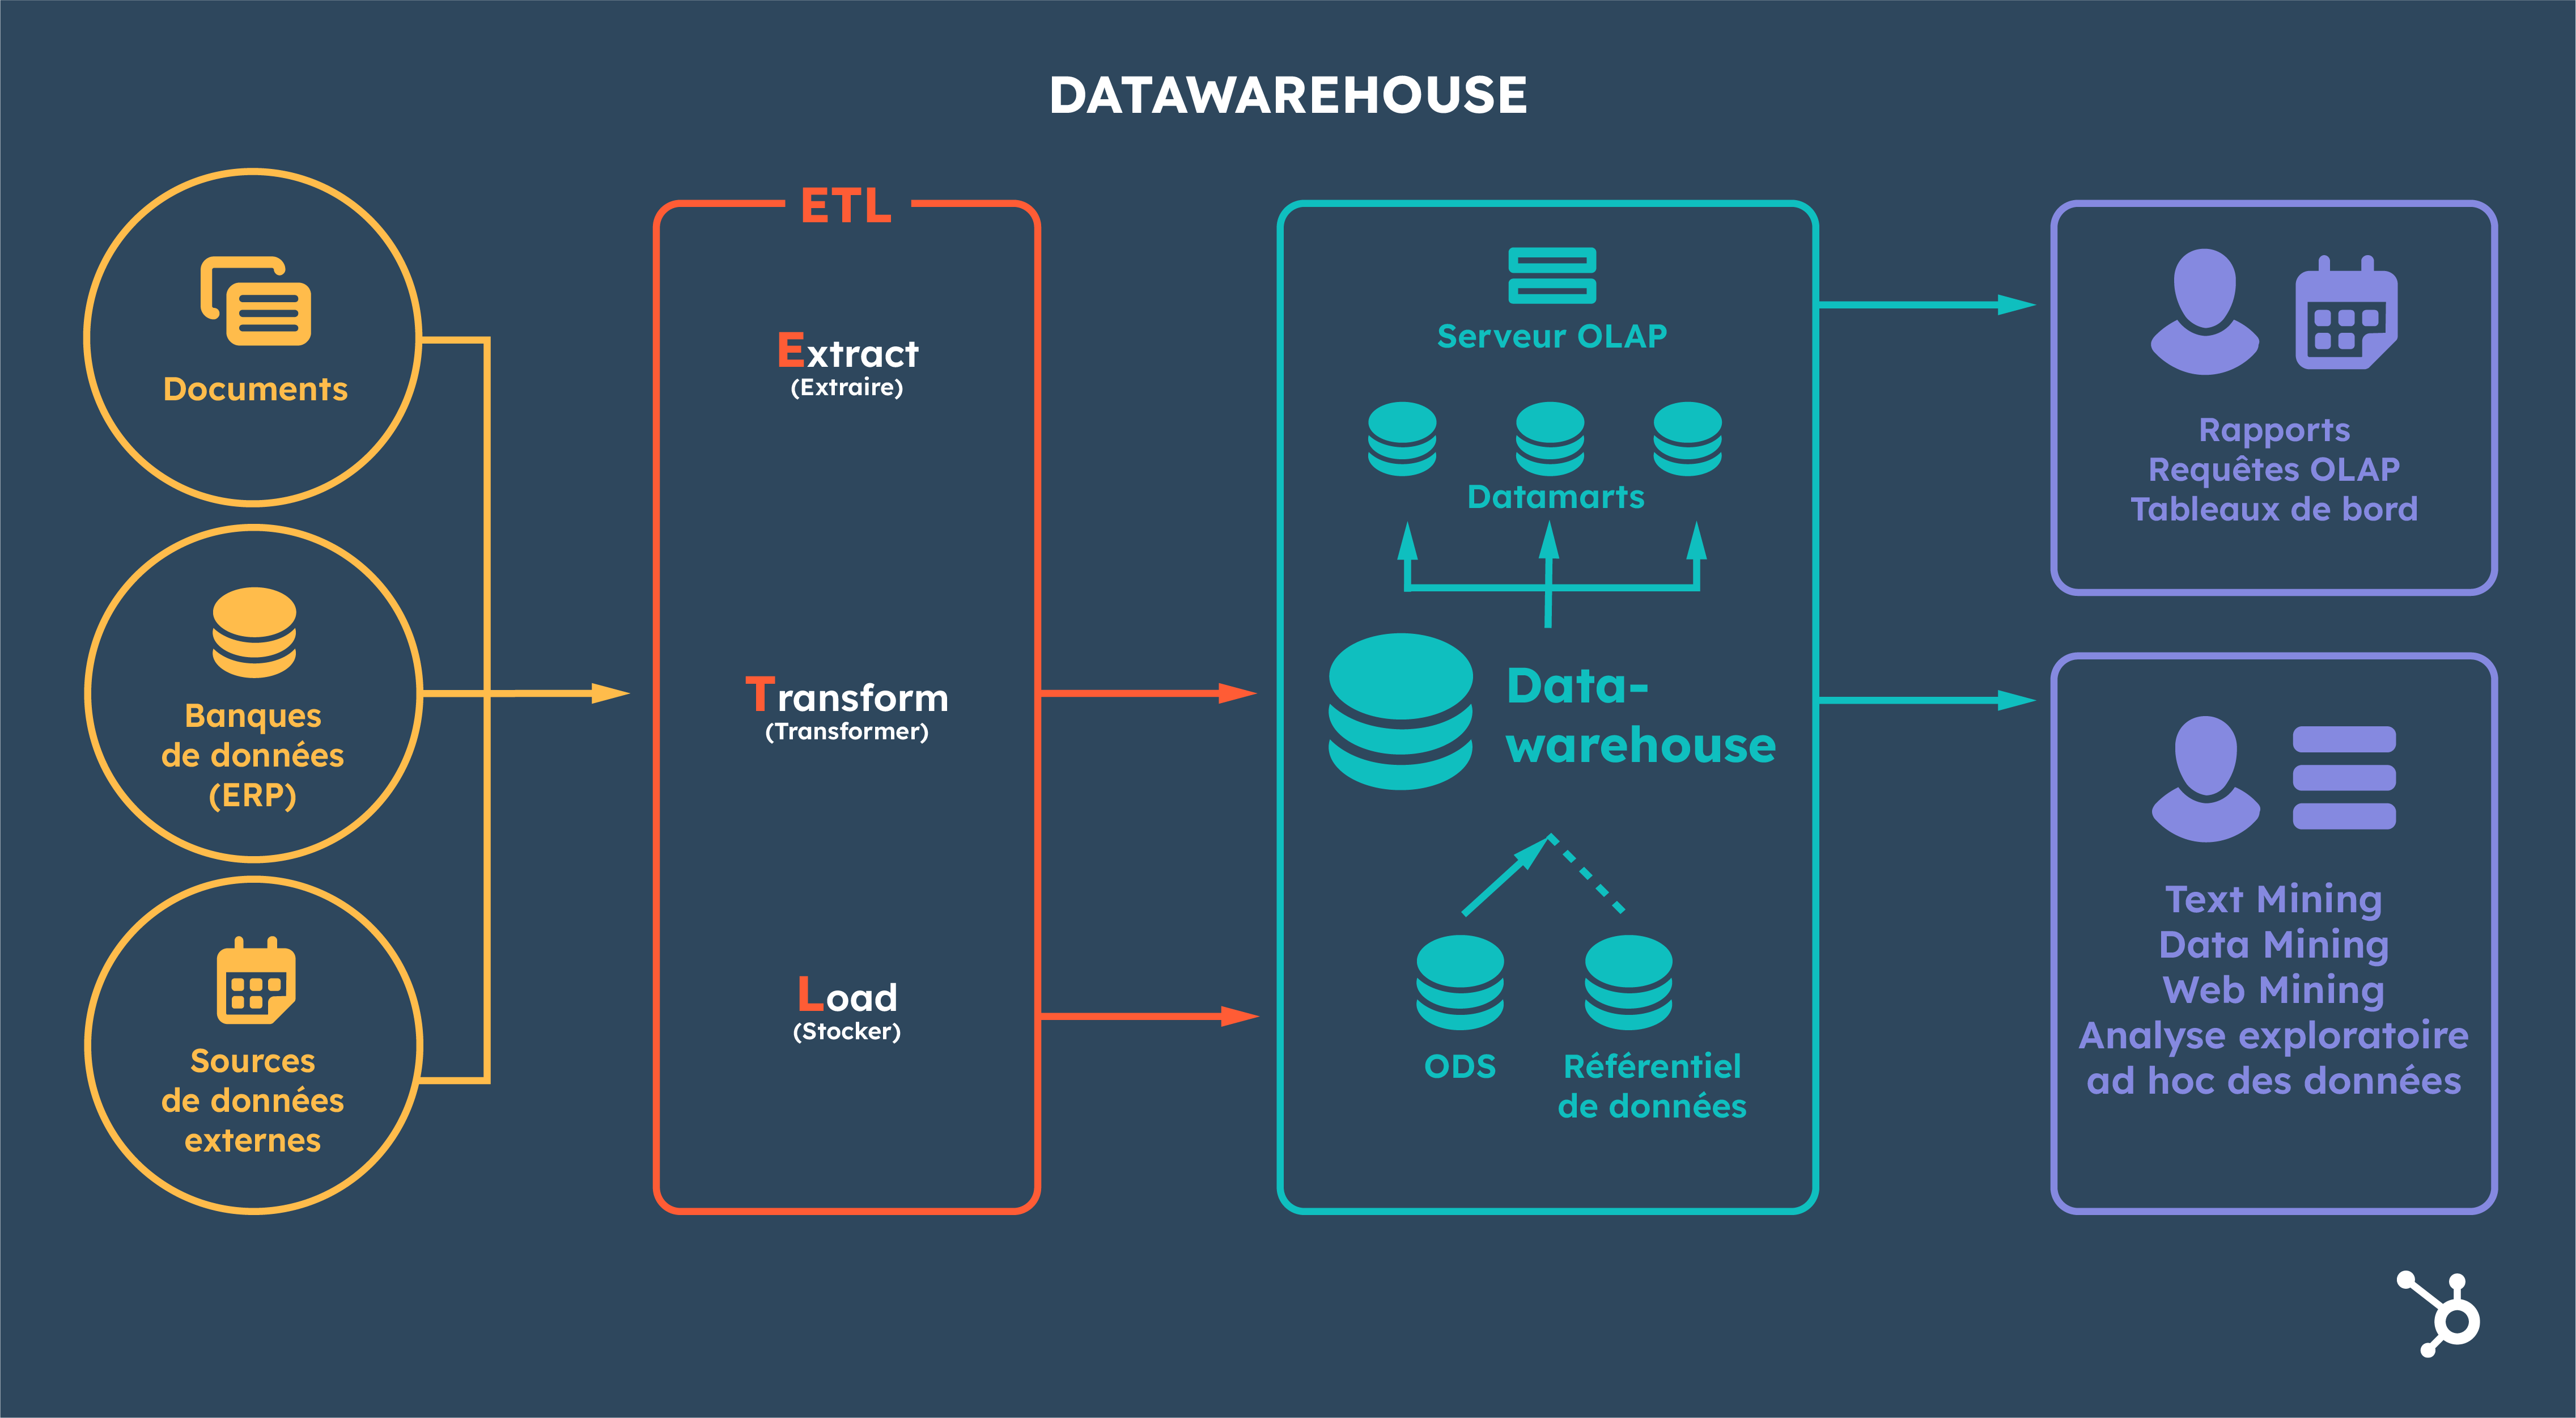 DATAWAREHOUSE
Documents
Banques
de données
(ERP)
Sources
de données
externes
ETL
Extract
(Extraire)
Transform
(Transformer)
Load
(Stocker)
Serveur OLAP
Datamarts
Data-
warehouse
ODS
Référentiel
de données
Rapports
Requêtes OLAP
Tableaux de bord
Text Mining
Data Mining
Web Mining
Analyse exploratoire
ad hoc des données